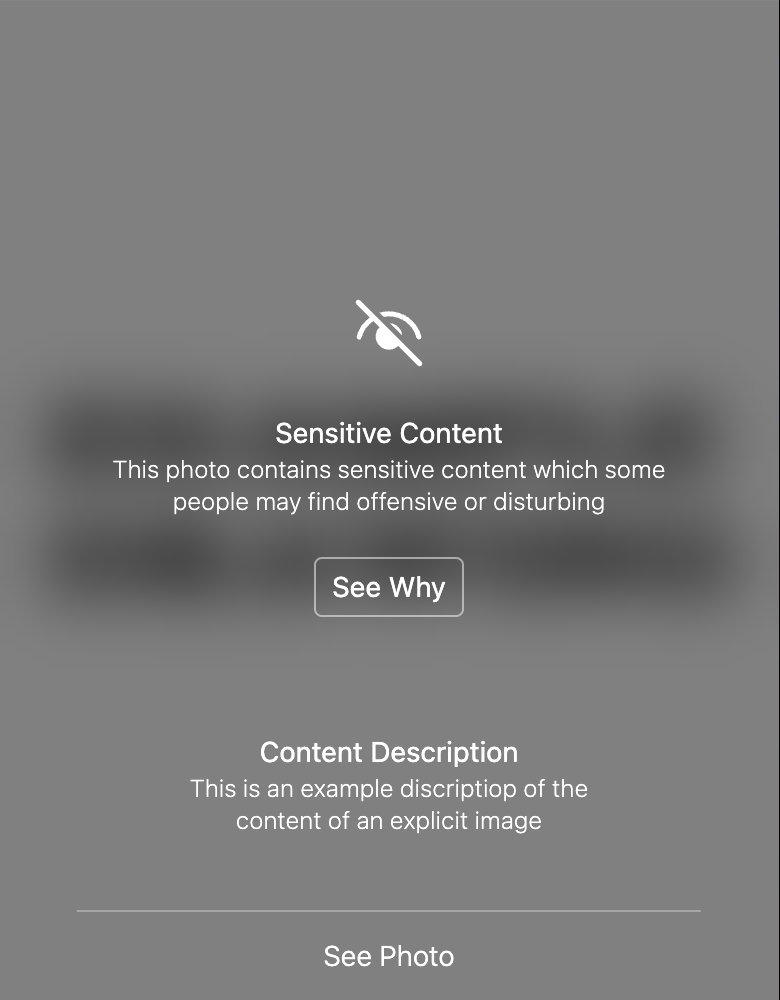 Sensitive Content
This photo contains sensitive content which some
people may find offensive or disturbing
See Why
Content Description
This is an example discriptiop of the
content of an explicit image
See Photo